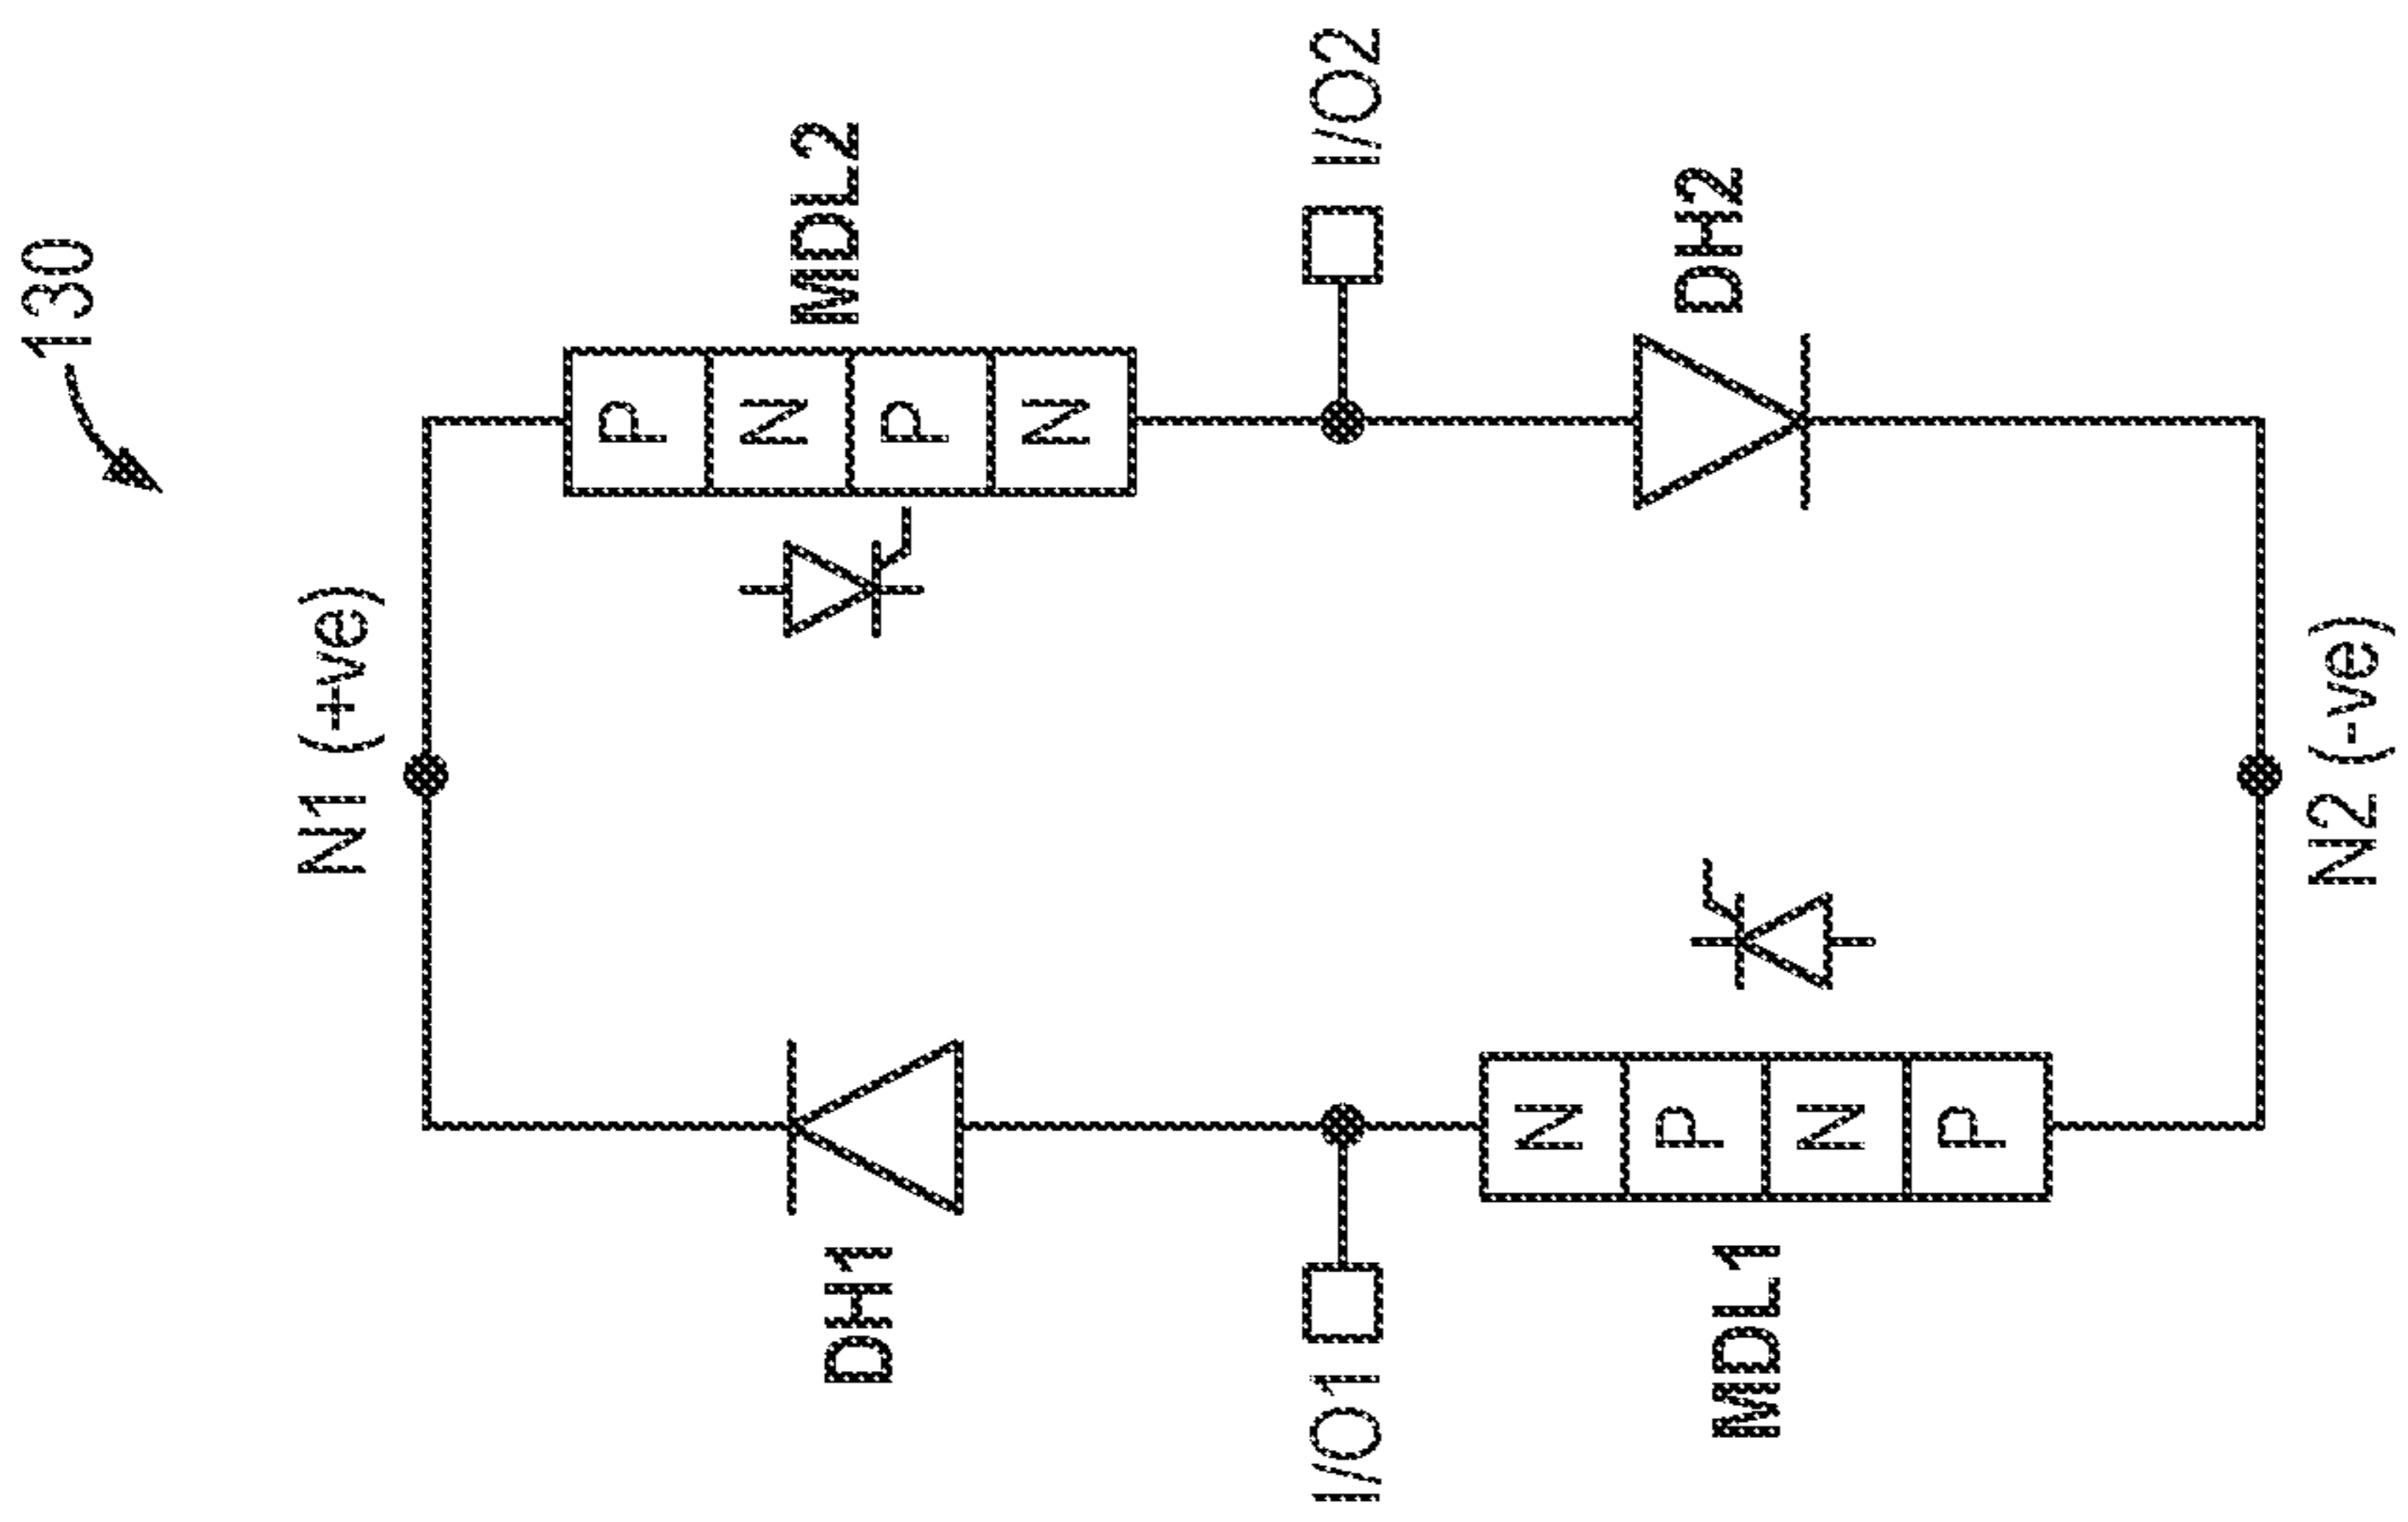 130
N1 (+ve)
DH1
MDL2
P
N
P
N
I/O1
I/O2
MDL1
N
P
N
P
DH2
N2 (-ve)